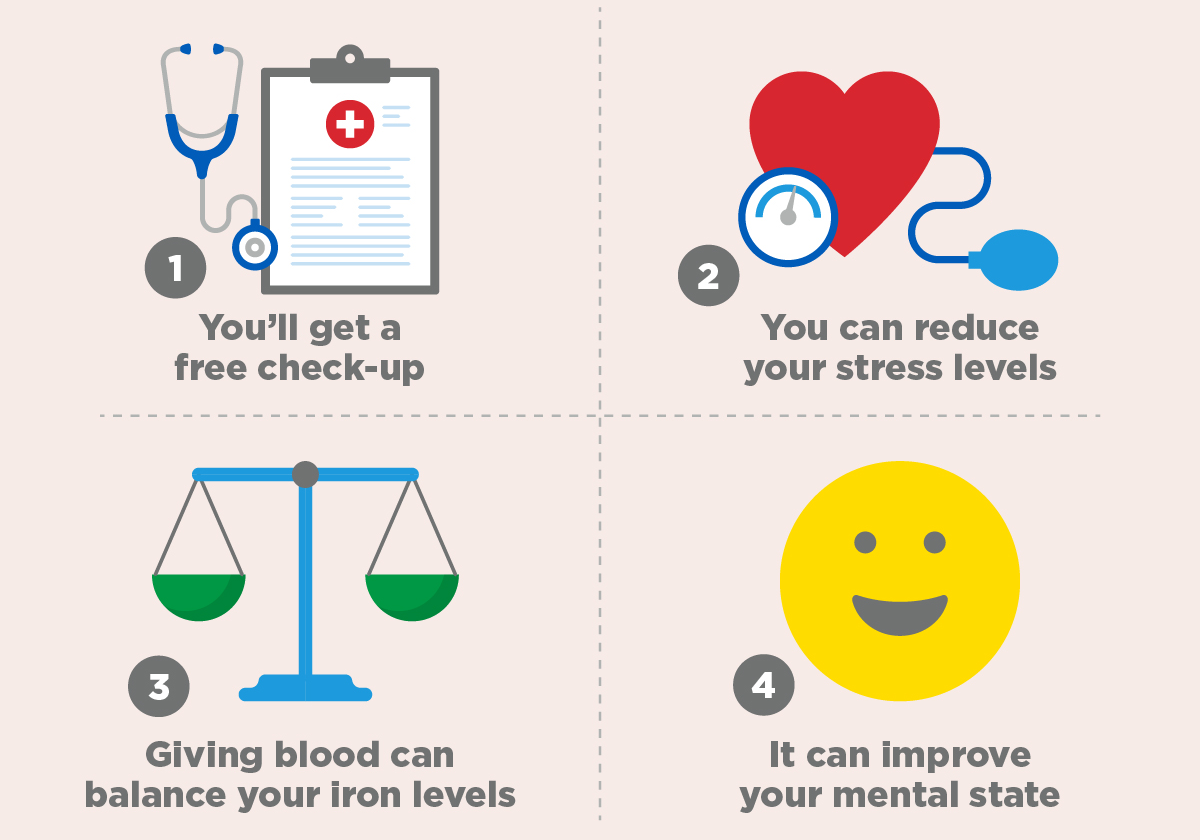 1
You’ll get a
free check-up
2
You can reduce
your stress levels
3
Giving blood can
balance your iron levels
4
It can improve
your mental state